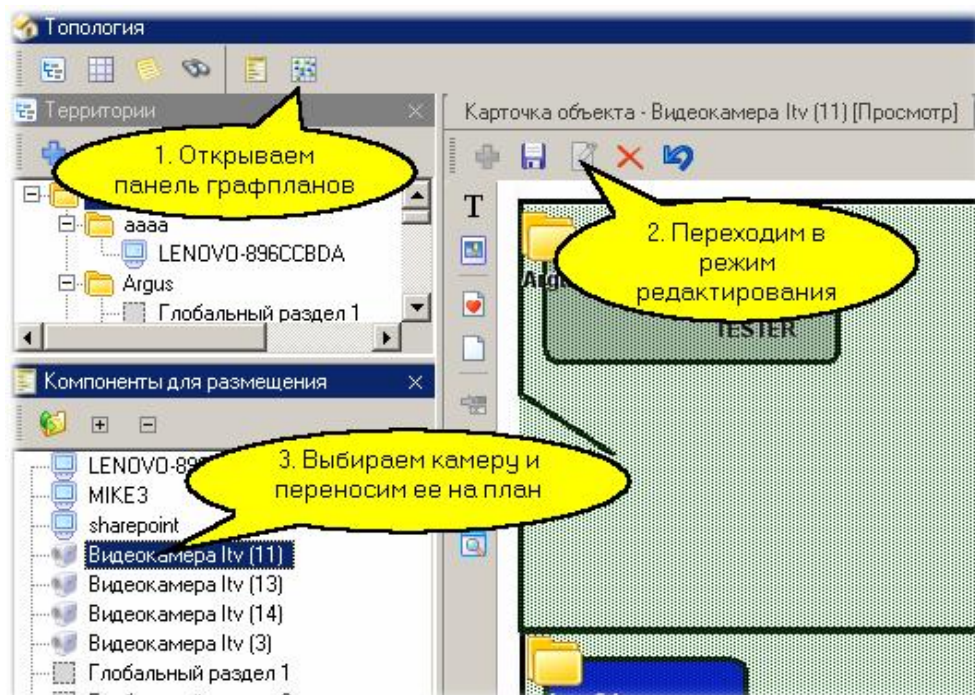 Топология
Территории
Карточка объекта - Видеокамера Itv (11) [Просмотр]
1. Открываем
панель графпланов
aaaa
LENOVO-896CCBDA
Argus
Глобальный раздел 1
T
2. Переходим в
режим
редактирования
TESTER
Компоненты для размещения
LENOVO-89
MIKE3
sharepoint
3. Выбираем камеру и
переносим ее на план
Видеокамера Itv (11)
Видеокамера Itv (13)
Видеокамера Itv (14)
Видеокамера Itv (3)
Глобальный раздел 1